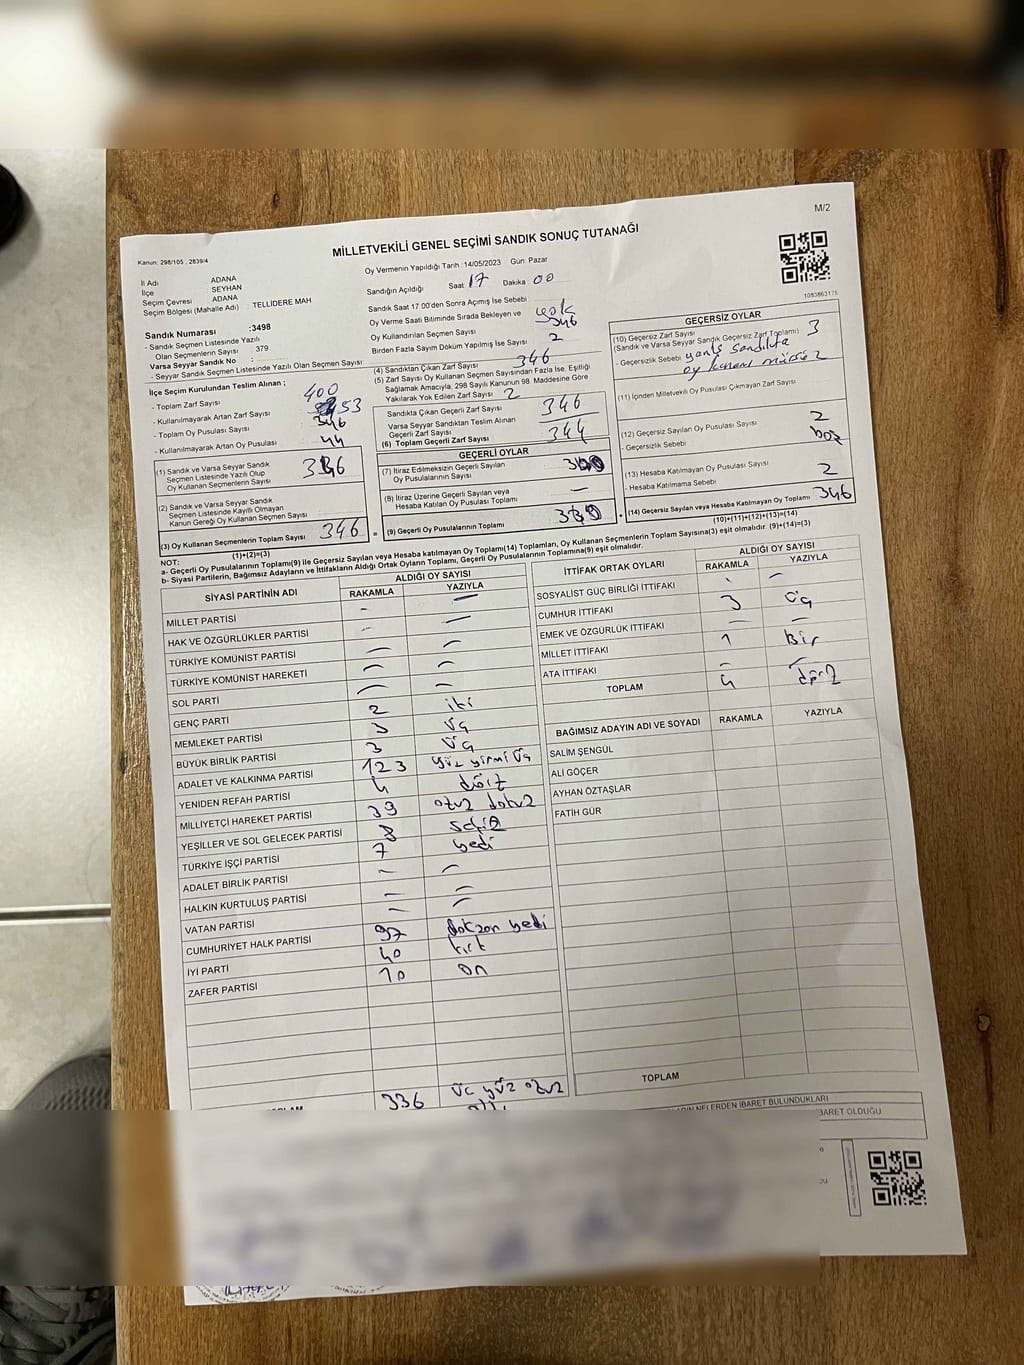 M/2
MİLLETVEKİLİ GENEL SEÇİMİ SANDIK SONUÇ TUTANAĞI
Kanun: 298/105 , 2839/4
Oy Vermenin Yapıldığı Tarih : 14/05/2023 Gün: Pazar
İl Adı ADANA
İlçe SEYHAN
Seçim Çevresi ADANA
Seçim Bölgesi (Mahalle Adı) : TELLİDERE MAH
Sandık Numarası :3498
- Sandık Seçmen Listesinde Yazılı
Olan Seçmenlerin Sayısı : 379
Varsa Seyyar Sandık No :
- Seyyar Sandık Seçmen Listesinde Yazılı Olan Seçmen Sayısı :
İlçe Seçim Kurulundan Teslim Alınan ;
- Toplam Zarf Sayısı 400
- Kullanılmayarak Artan Zarf Sayısı 53
- Toplam Oy Pusulası Sayısı
- Kullanılmayarak Artan Oy Pusulası 44
(1) Sandık ve Varsa Seyyar Sandık
Seçmen Listesinde Yazılı Olup
Oy Kullanan Seçmenlerin Sayısı 346
(2) Sandık ve Varsa Seyyar Sandık
Seçmen Listesinde Kayıtlı Olmayan
Kanun Gereği Oy Kullanan Seçmen Sayısı
(3) Oy Kullanan Seçmenlerin Toplam Sayısı 346
(1)+(2)=(3)
Sandığın Açıldığı Saat 17 Dakika : 00
Sandık Saat 17 00'den Sonra Açılmış İse Sebebi : yok
Oy Verme Saati Bitiminde Sırada Bekleyen ve
Oy Kullandırılan Seçmen Sayısı 346
Birden Fazla Sayım Döküm Yapılmış İse Sayısı 2
(4) Sandıktan Çıkan Zarf Sayısı 346
(5) Zarf Sayısı Oy Kullanan Seçmen Sayısından Fazla İse, Eşitliği
Sağlamak Amacıyla, 298 Sayılı Kanunun 98. Maddesine Göre
Yakılarak Yok Edilen Zarf Sayısı 2
Sandıkta Çıkan Geçerli Zarf Sayısı 346
Varsa Seyyar Sandıktan Teslim Alınan
Geçerli Zarf Sayısı
(6) Toplam Geçerli Zarf Sayısı 344
GEÇERLİ OYLAR
(7) İtiraz Edilmeksizin Geçerli Sayılan
Oy Pusulalarının Sayısı
(8) İtiraz Üzerine Geçerli Sayılan veya
Hesaba Katılan Oy Pusulası Toplamı —
(9) Geçerli Oy Pusulalarının Toplamı
1083863175
GEÇERSİZ OYLAR
(10) Geçersiz Zarf Sayısı
(Sandık ve Varsa Seyyar Sandık Geçersiz Zarf Toplamı) 3
- Geçersizlik Sebebi : yanlış sandıkta
oy
(11) İçinden Milletvekili Oy Pusulası Çıkmayan Zarf Sayısı
(12) Geçersiz Sayılan Oy Pusulası Sayısı 2
- Geçersizlik Sebebi boz
(13) Hesaba Katılmayan Oy Pusulası Sayısı 2
- Hesaba Katılmama Sebebi
(14) Geçersiz Sayılan veya Hesaba Katılmayan Oy Toplamı 346
(10)+(11)+(12)+(13)=(14)
NOT:
a- Geçerli Oy Pusulalarının Toplamı(9) ile Geçersiz Sayılan veya Hesaba katılmayan Oy Toplamı(14) Toplamları, Oy Kullanan Seçmenlerin Toplam Sayısına(3) eşit olmalıdır. (9)+(14)=(3)
b- Siyasi Partilerin, Bağımsız Adayların ve İttifakların Aldığı Ortak Oyların Toplamı, Geçerli Oy Pusulalarının Toplamına(9) eşit olmalıdır.
SİYASİ PARTİNİN ADI ALDIĞI OY SAYISI
RAKAMLA YAZIYLA
MİLLET PARTİSİ - —
HAK VE ÖZGÜRLÜKLER PARTİSİ - —
TÜRKİYE KOMÜNİST PARTİSİ — —
TÜRKİYE KOMÜNİST HAREKETİ — —
SOL PARTİ — —
GENÇ PARTİ 2 iki
MEMLEKET PARTİSİ 3 üç
BÜYÜK BİRLİK PARTİSİ 3 üç
ADALET VE KALKINMA PARTİSİ 123 yüz yirmi üç
YENİDEN REFAH PARTİSİ 4 dört
MİLLİYETÇİ HAREKET PARTİSİ 39 otuz dokuz
YEŞİLLER VE SOL GELECEK PARTİSİ 8 sekiz
TÜRKİYE İŞÇİ PARTİSİ 7 yedi
ADALET BİRLİK PARTİSİ - —
HALKIN KURTULUŞ PARTİSİ — —
VATAN PARTİSİ — —
CUMHURİYET HALK PARTİSİ 97 doksan yedi
İYİ PARTİ 40 kırk
ZAFER PARTİSİ 10 on
336 üç yüz otuz
İTTİFAK ORTAK OYLARI ALDIĞI OY SAYISI
RAKAMLA YAZIYLA
SOSYALİST GÜÇ BİRLİĞİ İTTİFAKI - —
CUMHUR İTTİFAKI 3 üç
EMEK VE ÖZGÜRLÜK İTTİFAKI — —
MİLLET İTTİFAKI 1 Bir
ATA İTTİFAKI — —
TOPLAM 4 dört
BAĞIMSIZ ADAYIN ADI VE SOYADI RAKAMLA YAZIYLA
SALİM ŞENGUL
ALİ GÖÇER
AYHAN ÖZTAŞLAR
FATİH GÜR
TOPLAM
NELERDEN İBARET BULUNDUKLARI
İBARET OLDUĞU